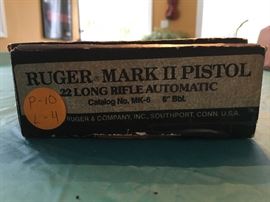 RUGER MARK II PISTOL
22 LONG RIFLE AUTOMATIC
Catalog No. MK-6 6" Bbl.
RUGER & COMPANY, INC., SOUTHPORT, CONN. U.S.A.
P-10
L-4